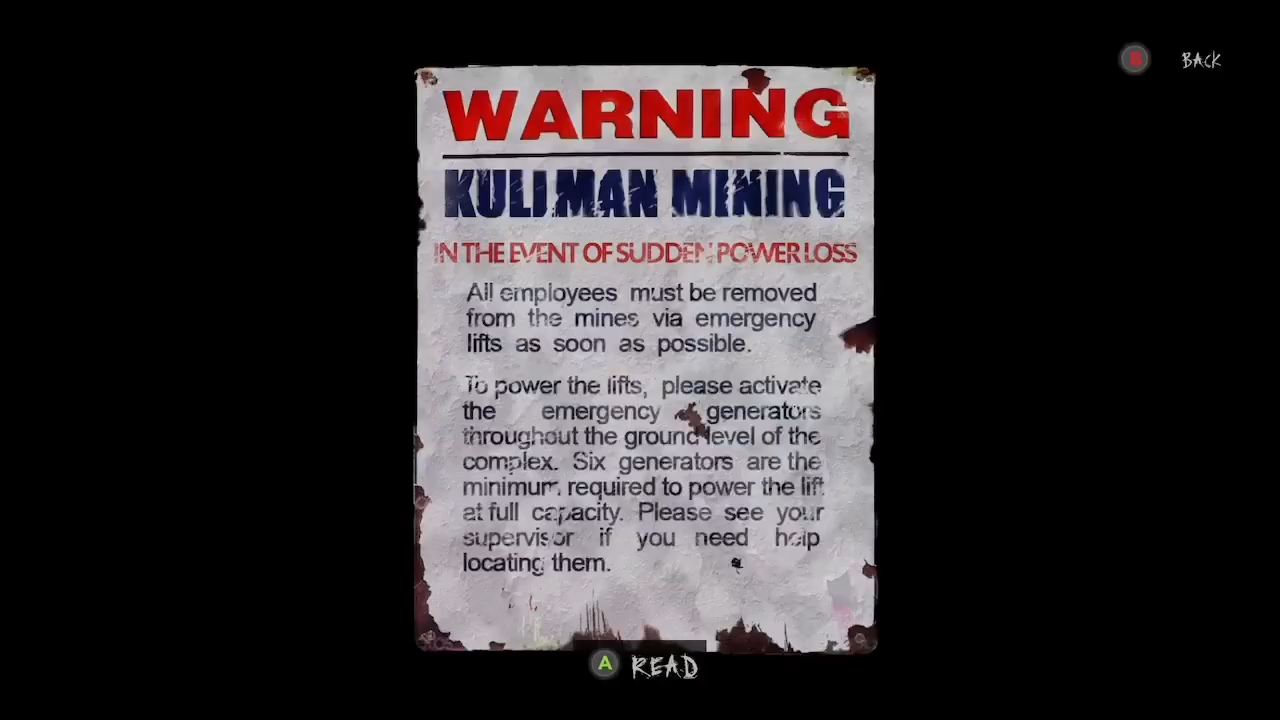 B BACK
WARNING
KULLMAN MINING
IN THE EVENT OF SUDDEN POWER LOSS
All employees must be removed
from the mines via emergency
lifts as soon as possible.
To power the lifts, please activate
the emergency generators
throughout the ground level of the
complex. Six generators are the
minimum required to power the lift
at full capacity. Please see your
supervisor if you need help
locating them.
A READ